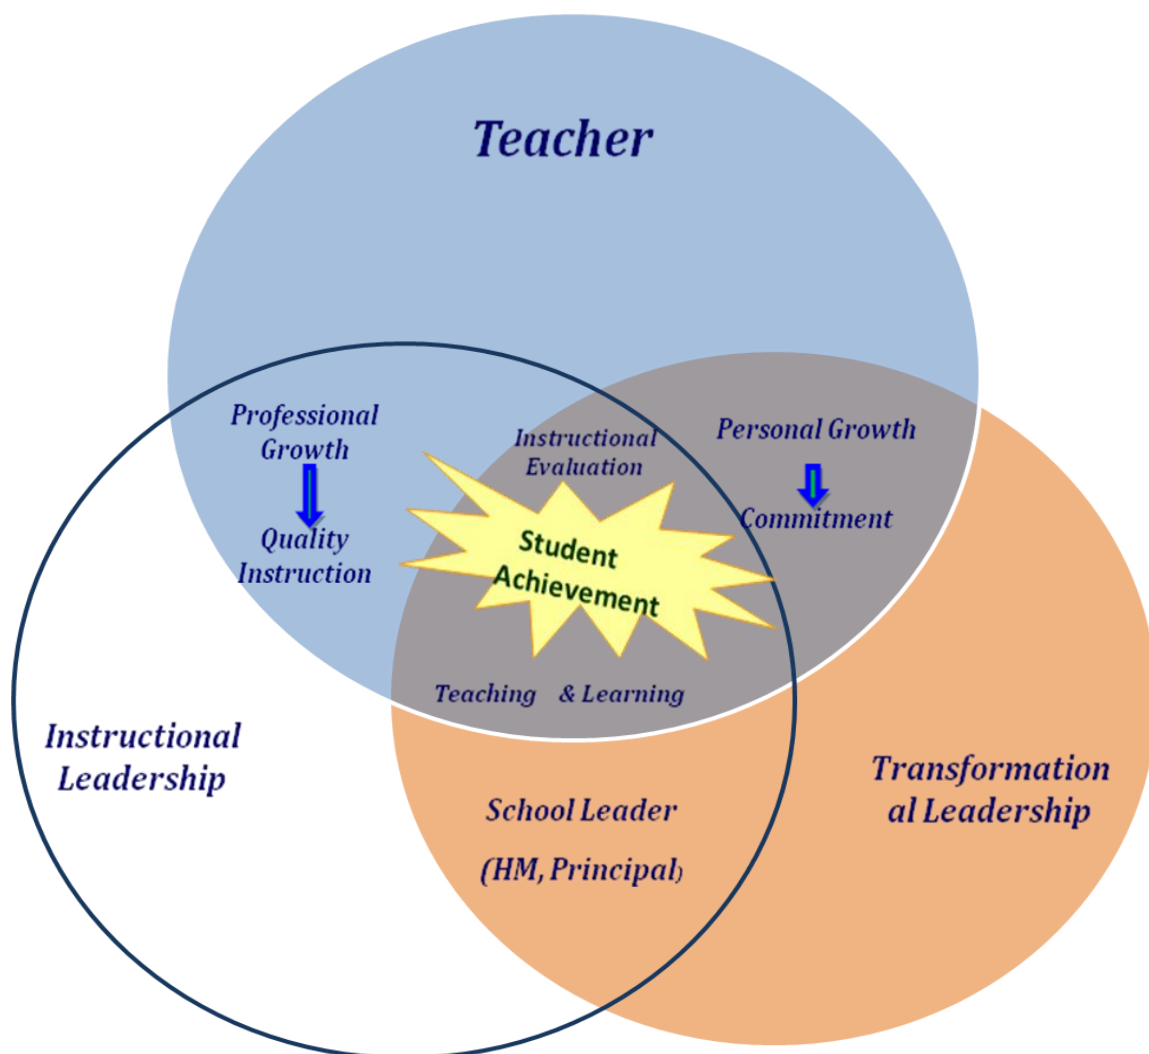 Teacher
Professional
Growth
Quality
Instruction
Instructional
Evaluation
Personal Growth
Commitment
Student
Achievement
Teaching & Learning
Instructional
Leadership
School Leader
(HM, Principal)
Transformation
al Leadership